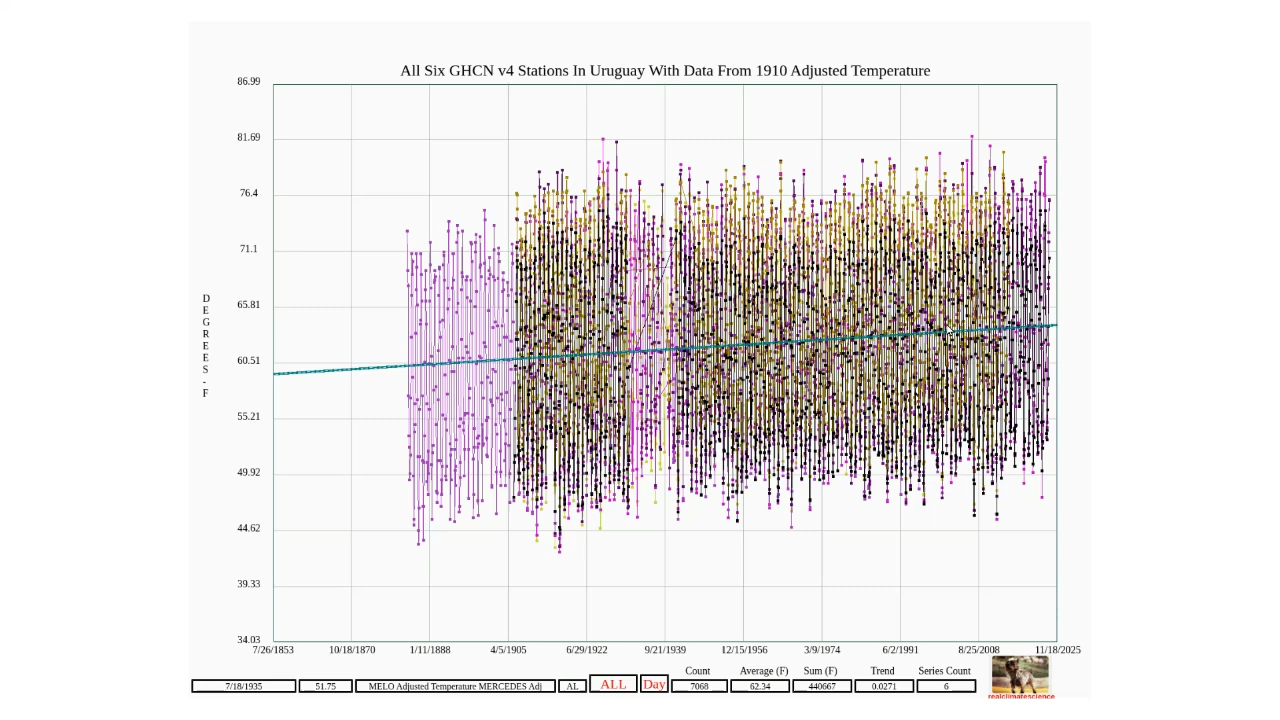 All Six GHCN v4 Stations In Uruguay With Data From 1910 Adjusted Temperature
86.99
81.69
76.4
71.1
65.81
60.51
55.21
49.92
44.62
39.33
34.03
DEGREES-F
7/26/1853 10/18/1870 1/11/1888 4/5/1905 6/29/1922 9/21/1939 12/15/1956 3/9/1974 6/2/1991 8/25/2008 11/18/2025
Count Average (F) Sum (F) Trend Series Count
7/18/1935 51.75 MELO Adjusted Temperature MERCEDES Adj AL ALL Day 7068 62.34 440667 0.0271 6
realclimatescience